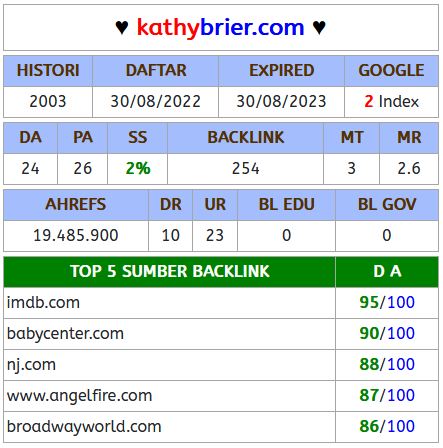 ♥ kathybrier.com ♥
HISTORI DAFTAR EXPIRED GOOGLE
2003 30/08/2022 30/08/2023 2 Index
DA PA SS BACKLINK MT MR
24 26 2% 254 3 2.6
AHREFS DR UR BL EDU BL GOV
19.485.900 10 23 0 0
TOP 5 SUMBER BACKLINK D A
imdb.com 95/100
babycenter.com 90/100
nj.com 88/100
www.angelfire.com 87/100
broadwayworld.com 86/100